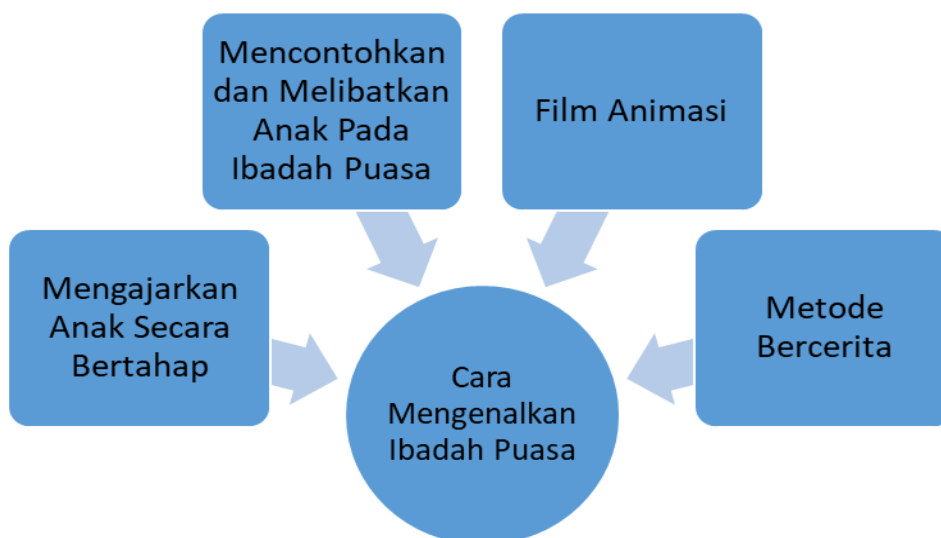 Mencontohkan
dan Melibatkan
Anak Pada
Ibadah Puasa
Film Animasi
Mengajarkan
Anak Secara
Bertahap
Metode
Bercerita
Cara
Mengenalkan
Ibadah Puasa